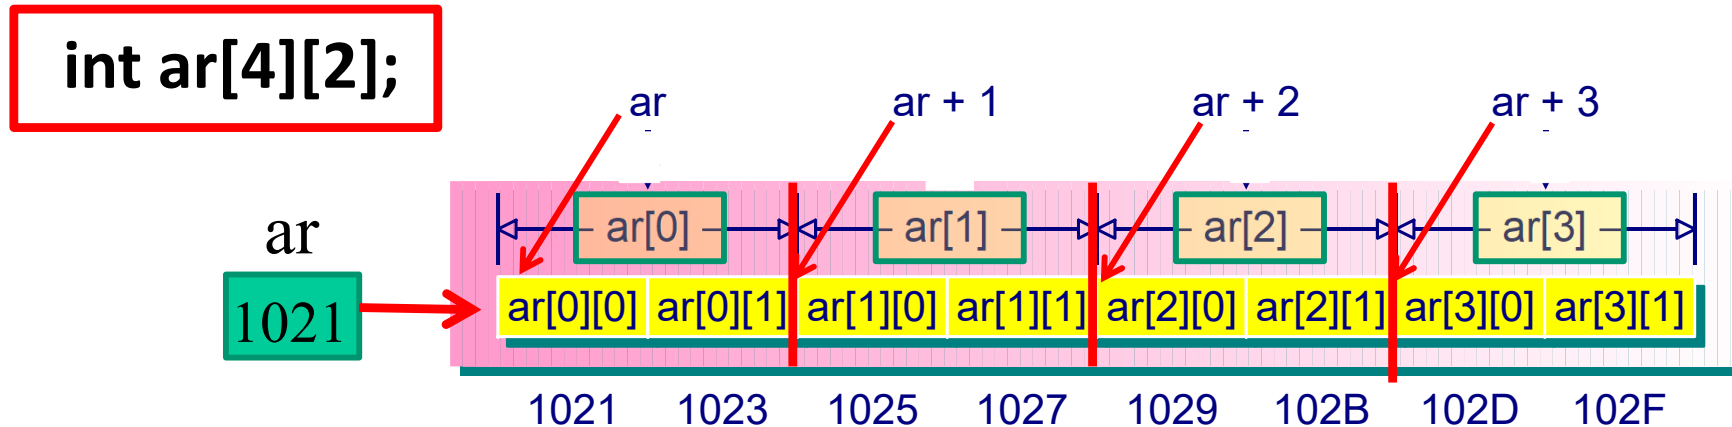 int ar[4][2];
ar ar + 1 ar + 2 ar + 3
ar
ar[0] ar[1] ar[2] ar[3]
1021
ar[0][0] ar[0][1] ar[1][0] ar[1][1] ar[2][0] ar[2][1] ar[3][0] ar[3][1]
1021 1023 1025 1027 1029 102B 102D 102F